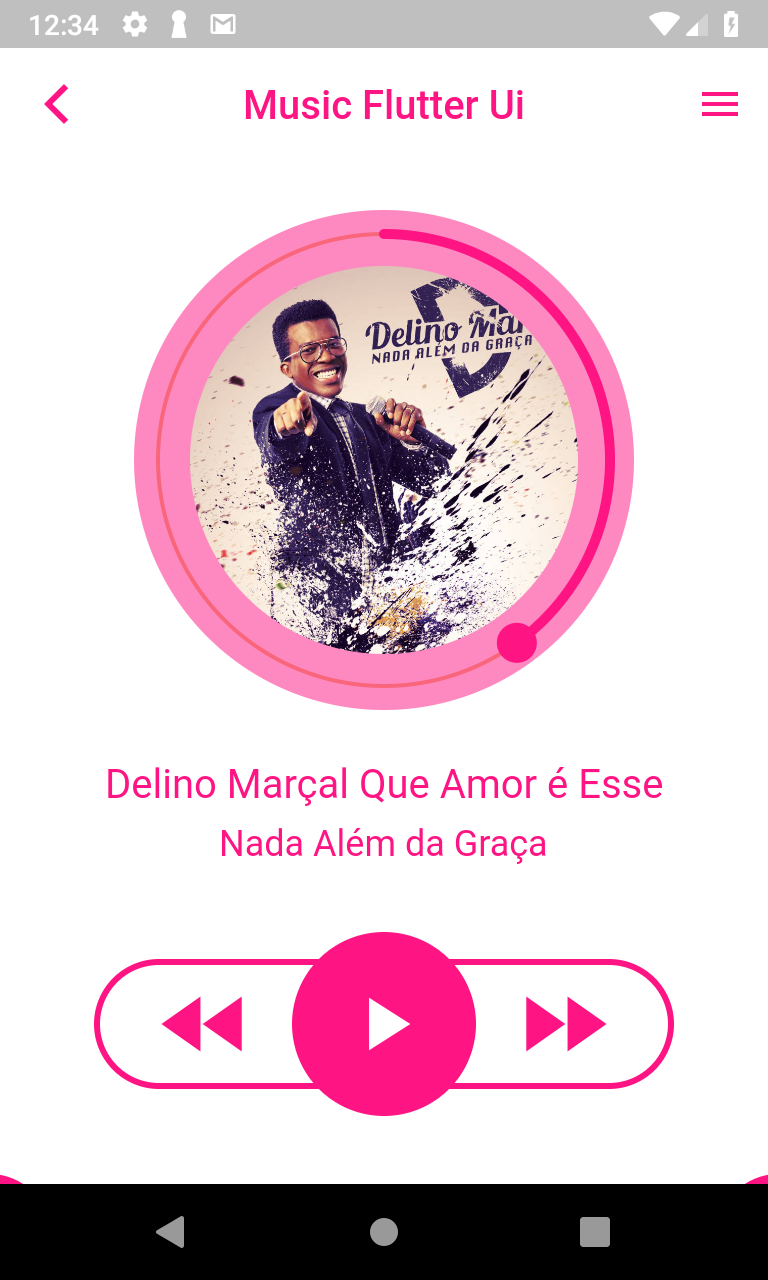 12:34
Music Flutter Ui
Delino Mar
NADA ALÉM DA GRAÇA
Delino Marçal Que Amor é Esse
Nada Além da Graça